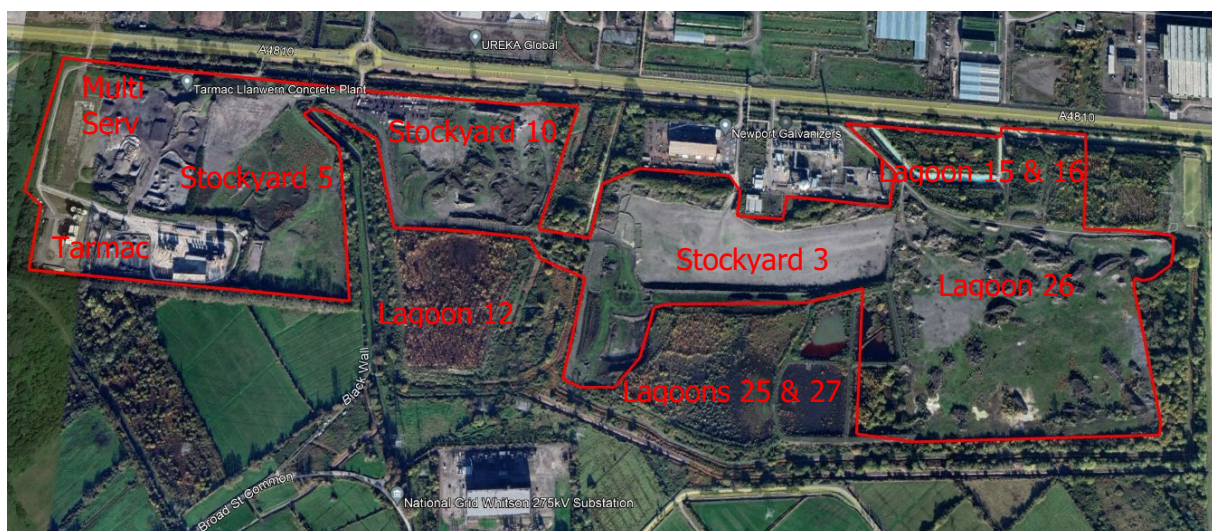 A4810
UREKA Global
Multi
Serv
Tarmac Llanwern Concrete Plant
Stockyard 10
Newport Galvanizers
A4810
Stockyard 5
Lagoon 15 & 16
Tarmac
Stockyard 3
Lagoon 26
Lagoon 12
Black Wall
Lagoons 25 & 27
National Grid Whitson 275kV Substation
Broad St Common